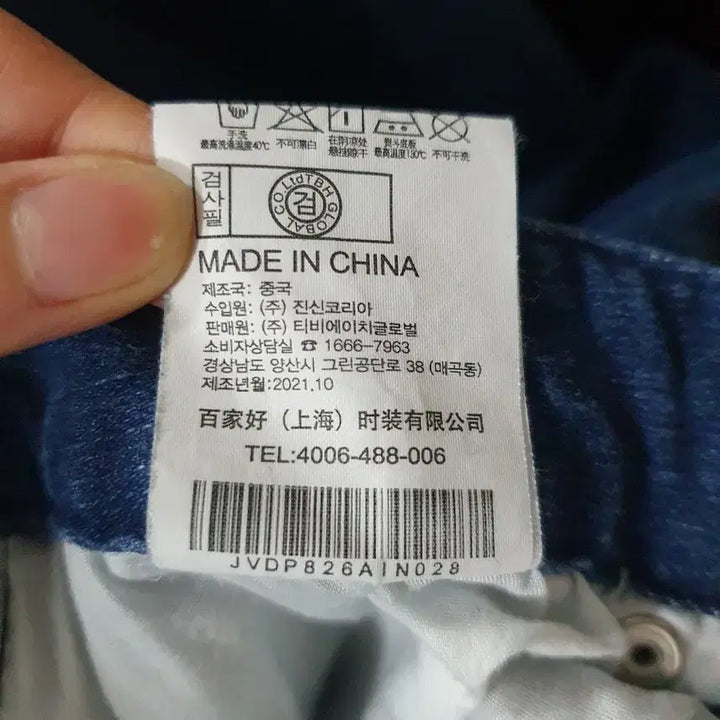 手洗
最高洗涤温度40℃
不可漂白
在阴凉处
悬挂晾干
熨斗底板
最高温度150℃
不可干洗
검사필
CO.,Ltd TBH GLOBAL
검
MADE IN CHINA
제조국: 중국
수입원: (주) 진신코리아
판매원: (주) 티비에이치글로벌
소비자상담실 ☎ 1666-7963
경상남도 양산시 그린공단로 38 (매곡동)
제조년월:2021.10
百家好（上海）时装有限公司
TEL:4006-488-006
JVDP826AIN028